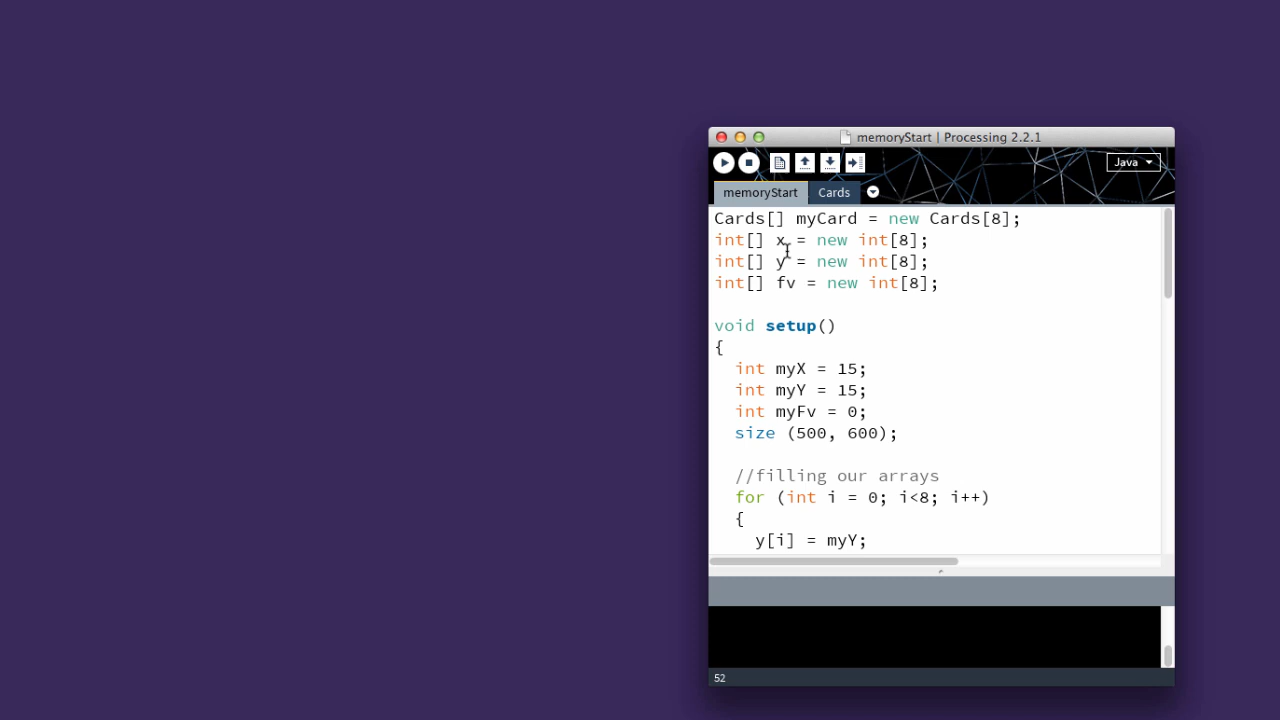 memoryStart | Processing 2.2.1
Java
memoryStart Cards
Cards[] myCard = new Cards[8];
int[] x = new int[8];
int[] y = new int[8];
int[] fv = new int[8];
void setup()
{
int myX = 15;
int myY = 15;
int myFv = 0;
size (500, 600);
//filling our arrays
for (int i = 0; i<8; i++)
{
y[i] = myY;
52